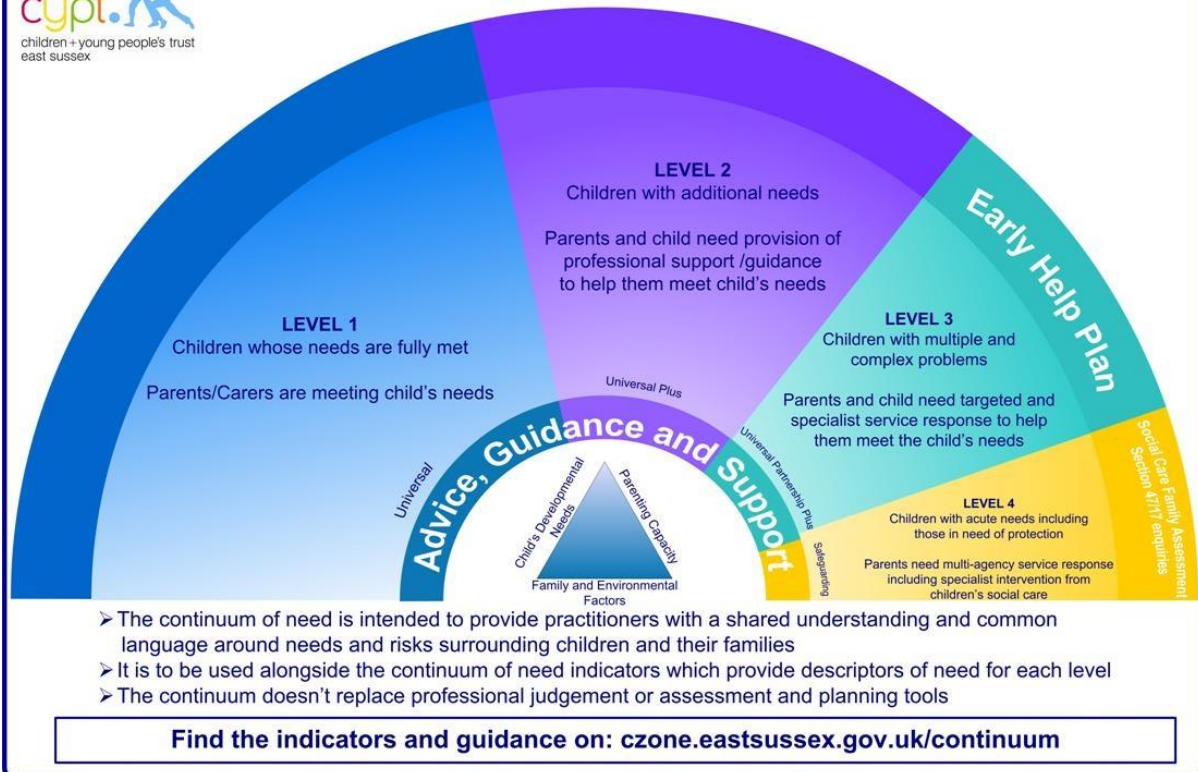 cypt.
children + young people's trust
east sussex
LEVEL 1
Children whose needs are fully met
Parents/Carers are meeting child's needs
LEVEL 2
Children with additional needs
Parents and child need provision of
professional support /guidance
to help them meet child's needs
Early Help Plan
LEVEL 3
Children with multiple and
complex problems
Parents and child need targeted and
specialist service response to help
them meet the child's needs
Social Care Family Assessment
Section 47/17 enquiries
LEVEL 4
Children with acute needs including
those in need of protection
Parents need multi-agency service response
including specialist intervention from
children's social care
Universal
Universal Plus
Universal Partnership Plus
Safeguarding
Advice, Guidance and Support
Child's Developmental
Needs
Parenting Capacity
Family and Environmental
Factors
➢ The continuum of need is intended to provide practitioners with a shared understanding and common
language around needs and risks surrounding children and their families
➢ It is to be used alongside the continuum of need indicators which provide descriptors of need for each level
➢ The continuum doesn't replace professional judgement or assessment and planning tools
Find the indicators and guidance on: czone.eastsussex.gov.uk/continuum